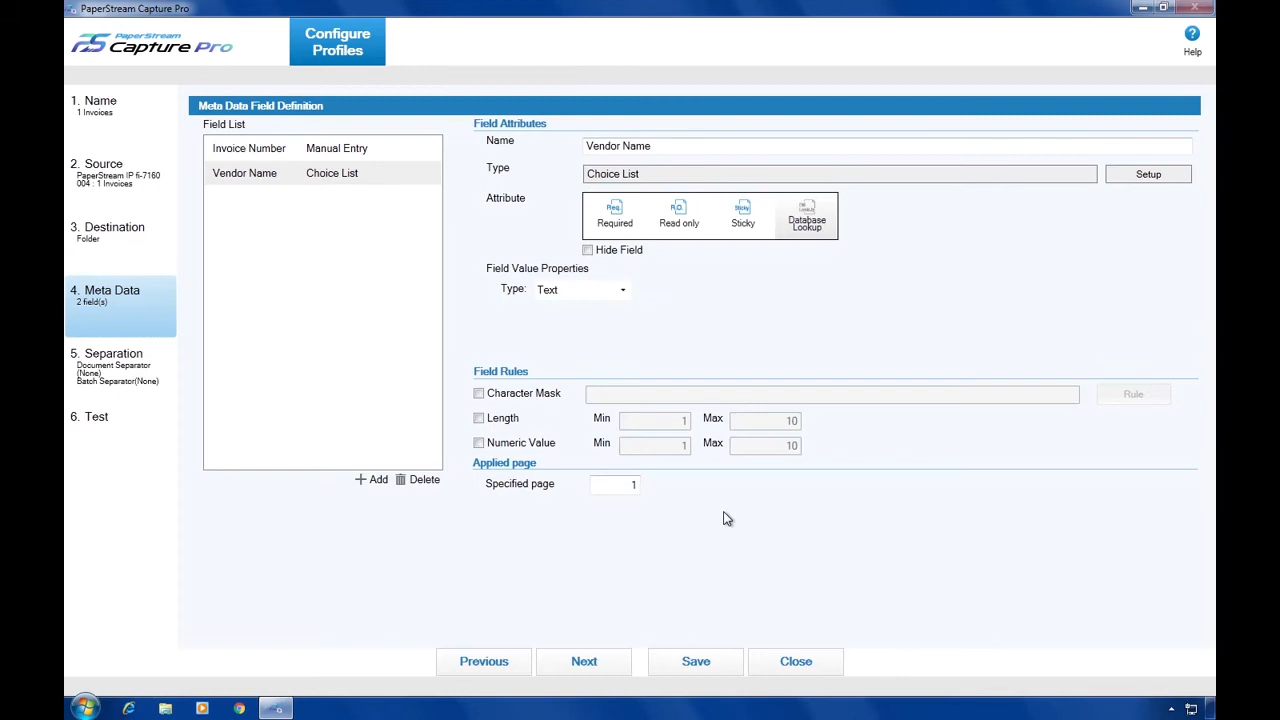 PaperStream Capture Pro
PaperStream
Capture Pro
Configure
Profiles
Help
1. Name
1 Invoices
2. Source
PaperStream IP fi-7160
004 : 1 Invoices
3. Destination
Folder
4. Meta Data
2 field(s)
5. Separation
Document Separator
(None)
Batch Separator(None)
6. Test
Meta Data Field Definition
Field List
Invoice Number Manual Entry
Vendor Name Choice List
Add Delete
Field Attributes
Name Vendor Name
Type Choice List Setup
Attribute
Req. R.O. Sticky Lookup
Required Read only Sticky Database
Lookup
Hide Field
Field Value Properties
Type: Text
Field Rules
Character Mask Rule
Length Min 1 Max 10
Numeric Value Min 1 Max 10
Applied page
Specified page 1
Previous Next Save Close